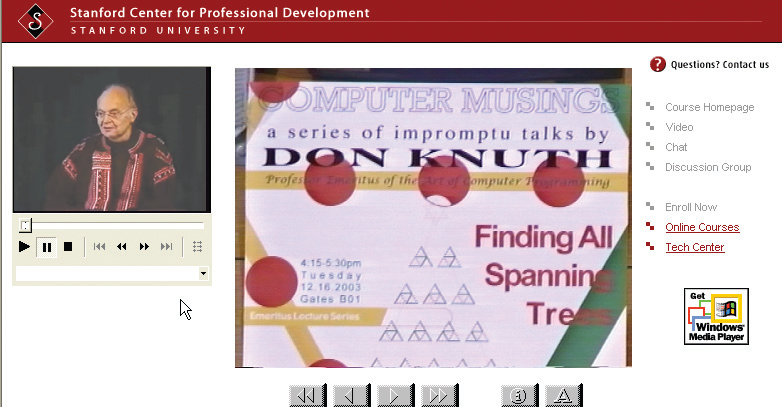 Stanford Center for Professional Development
STANFORD UNIVERSITY
S
? Questions? Contact us
COMPUTER MUSINGS
a series of impromptu talks by
DON KNUTH
Professor Emeritus of the Art of Computer Programming
Finding All
Spanning
Trees
4:15-5:30pm
Tuesday
12.16.2003
Gates B01
Emeritus Lecture Series
Course Homepage
Video
Chat
Discussion Group
Enroll Now
Online Courses
Tech Center
Get
Windows
Media Player